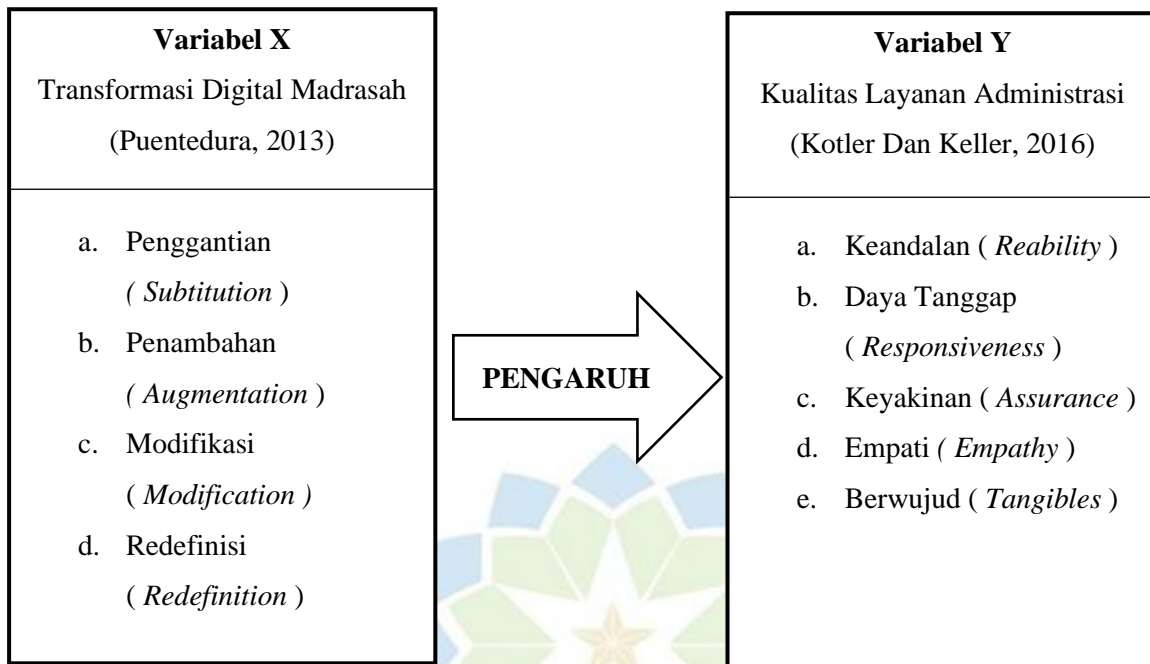 Variabel X
Transformasi Digital Madrasah
(Puentedura, 2013)
a. Penggantian
( Subtitution )
b. Penambahan
( Augmentation )
c. Modifikasi
( Modification )
d. Redefinisi
( Redefinition )
PENGARUH
Variabel Y
Kualitas Layanan Administrasi
(Kotler Dan Keller, 2016)
a. Keandalan ( Reability )
b. Daya Tanggap
( Responsiveness )
c. Keyakinan ( Assurance )
d. Empati ( Empathy )
e. Berwujud ( Tangibles )